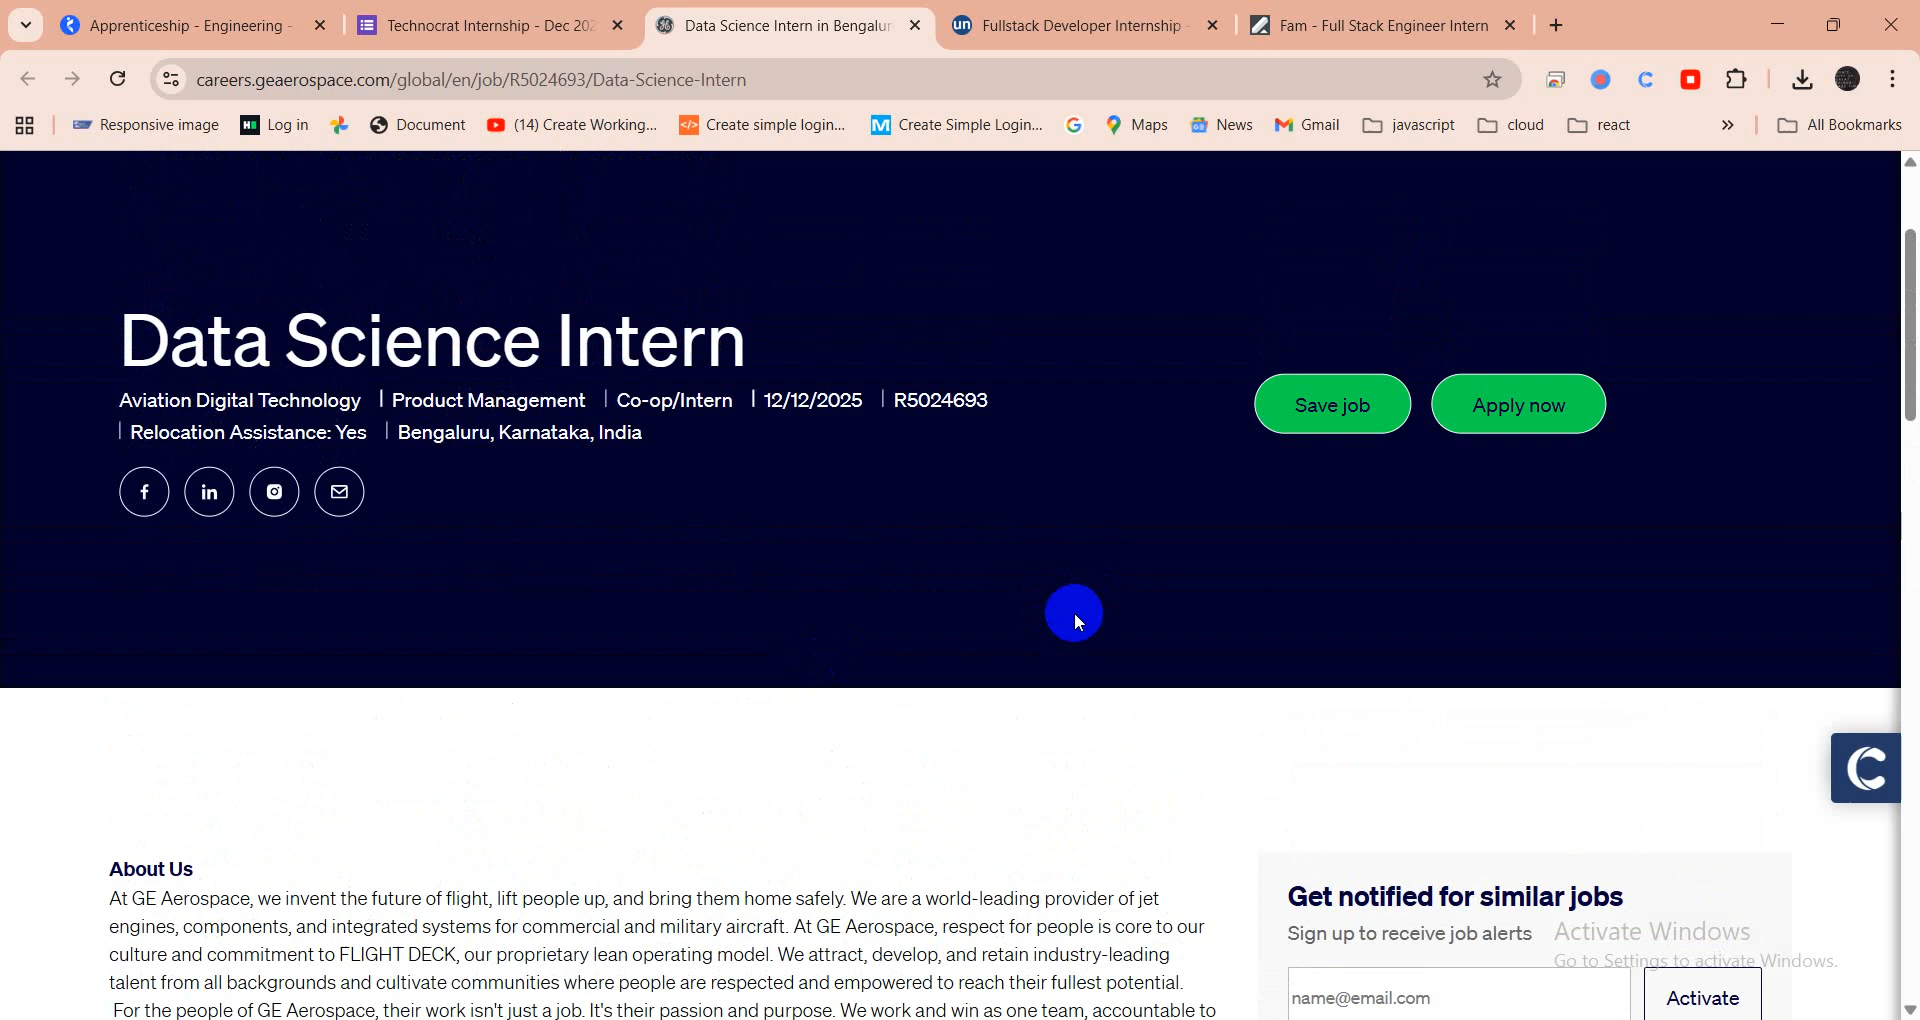 Apprenticeship - Engineering -
Technocrat Internship - Dec 202
Data Science Intern in Bengalur
un
Fullstack Developer Internship -
Fam - Full Stack Engineer Intern
careers.geaerospace.com/global/en/job/R5024693/Data-Science-Intern
Responsive image
Log in
Document
(14) Create Working...
Create simple login...
Create Simple Login...
Maps
News
Gmail
javascript
cloud
react
All Bookmarks
Data Science Intern
Aviation Digital Technology | Product Management | Co-op/Intern | 12/12/2025 | R5024693
| Relocation Assistance: Yes | Bengaluru, Karnataka, India
Save job
Apply now
About Us
At GE Aerospace, we invent the future of flight, lift people up, and bring them home safely. We are a world-leading provider of jet
engines, components, and integrated systems for commercial and military aircraft. At GE Aerospace, respect for people is core to our
culture and commitment to FLIGHT DECK, our proprietary lean operating model. We attract, develop, and retain industry-leading
talent from all backgrounds and cultivate communities where people are respected and empowered to reach their fullest potential.
For the people of GE Aerospace, their work isn't just a job. It's their passion and purpose. We work and win as one team, accountable to
Get notified for similar jobs
Sign up to receive job alerts
name@email.com
Activate
Activate Windows
Go to Settings to activate Windows.